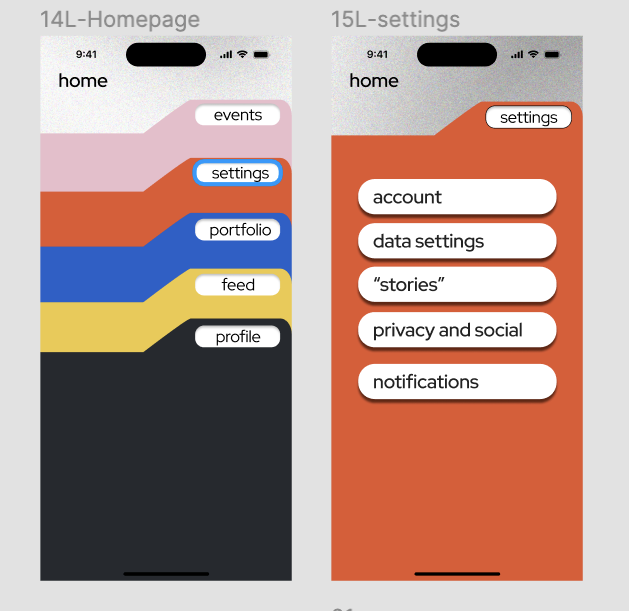 14L-Homepage
9:41
home
events
settings
portfolio
feed
profile
15L-settings
9:41
home
settings
account
data settings
“stories”
privacy and social
notifications